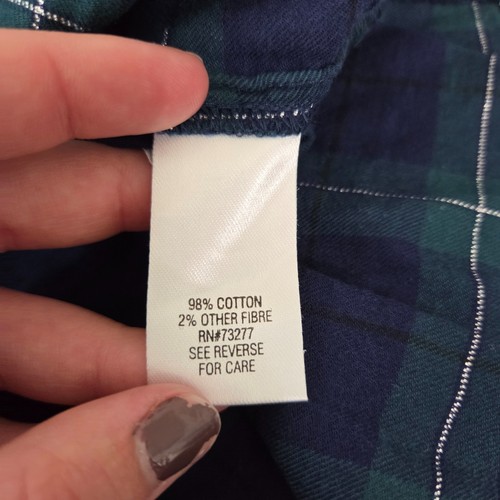 98% COTTON
2% OTHER FIBRE
RN#73277
SEE REVERSE
FOR CARE